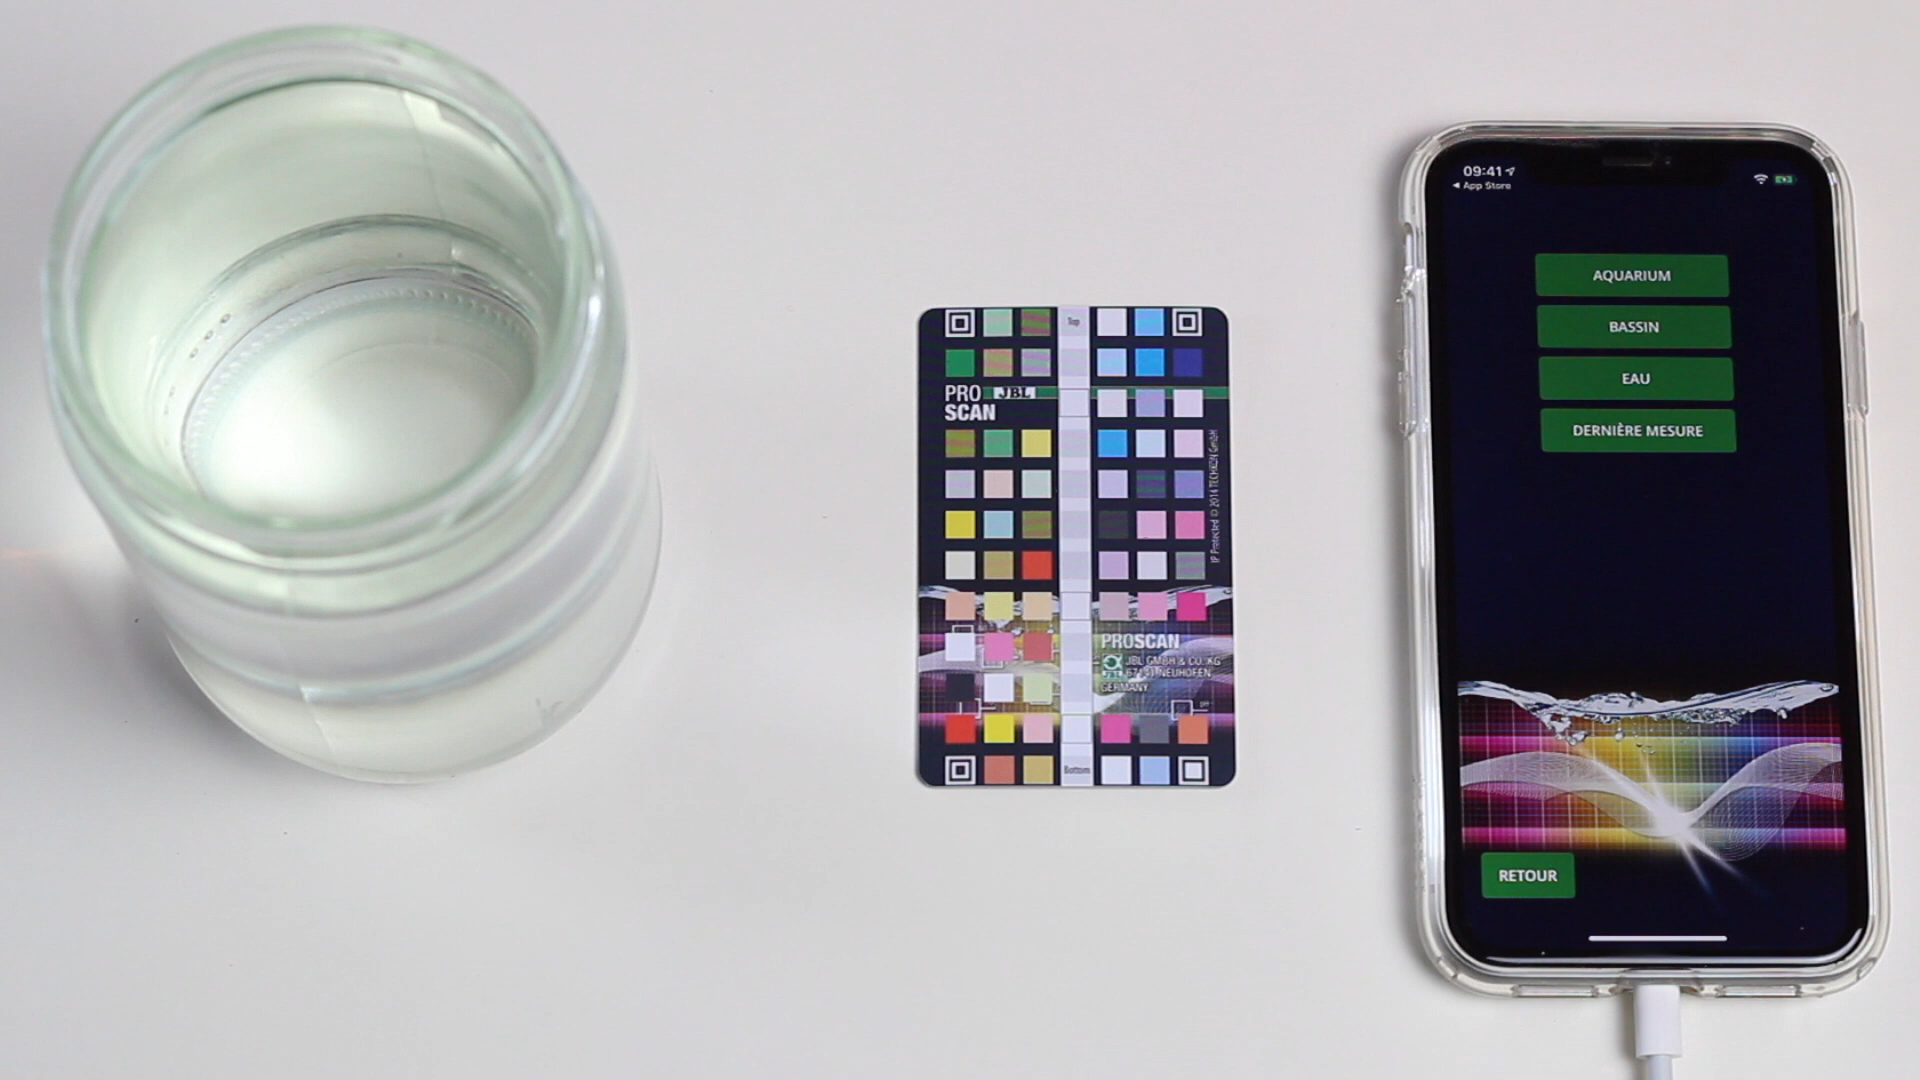 Top
PRO JBL
SCAN
IP Protected © 2014 TECHKON GmbH
PROSCAN
JBL GMBH & CO. KG
67141 NEUHOFEN
GERMANY
Bottom
09:41
App Store
AQUARIUM
BASSIN
EAU
DERNIÈRE MESURE
RETOUR